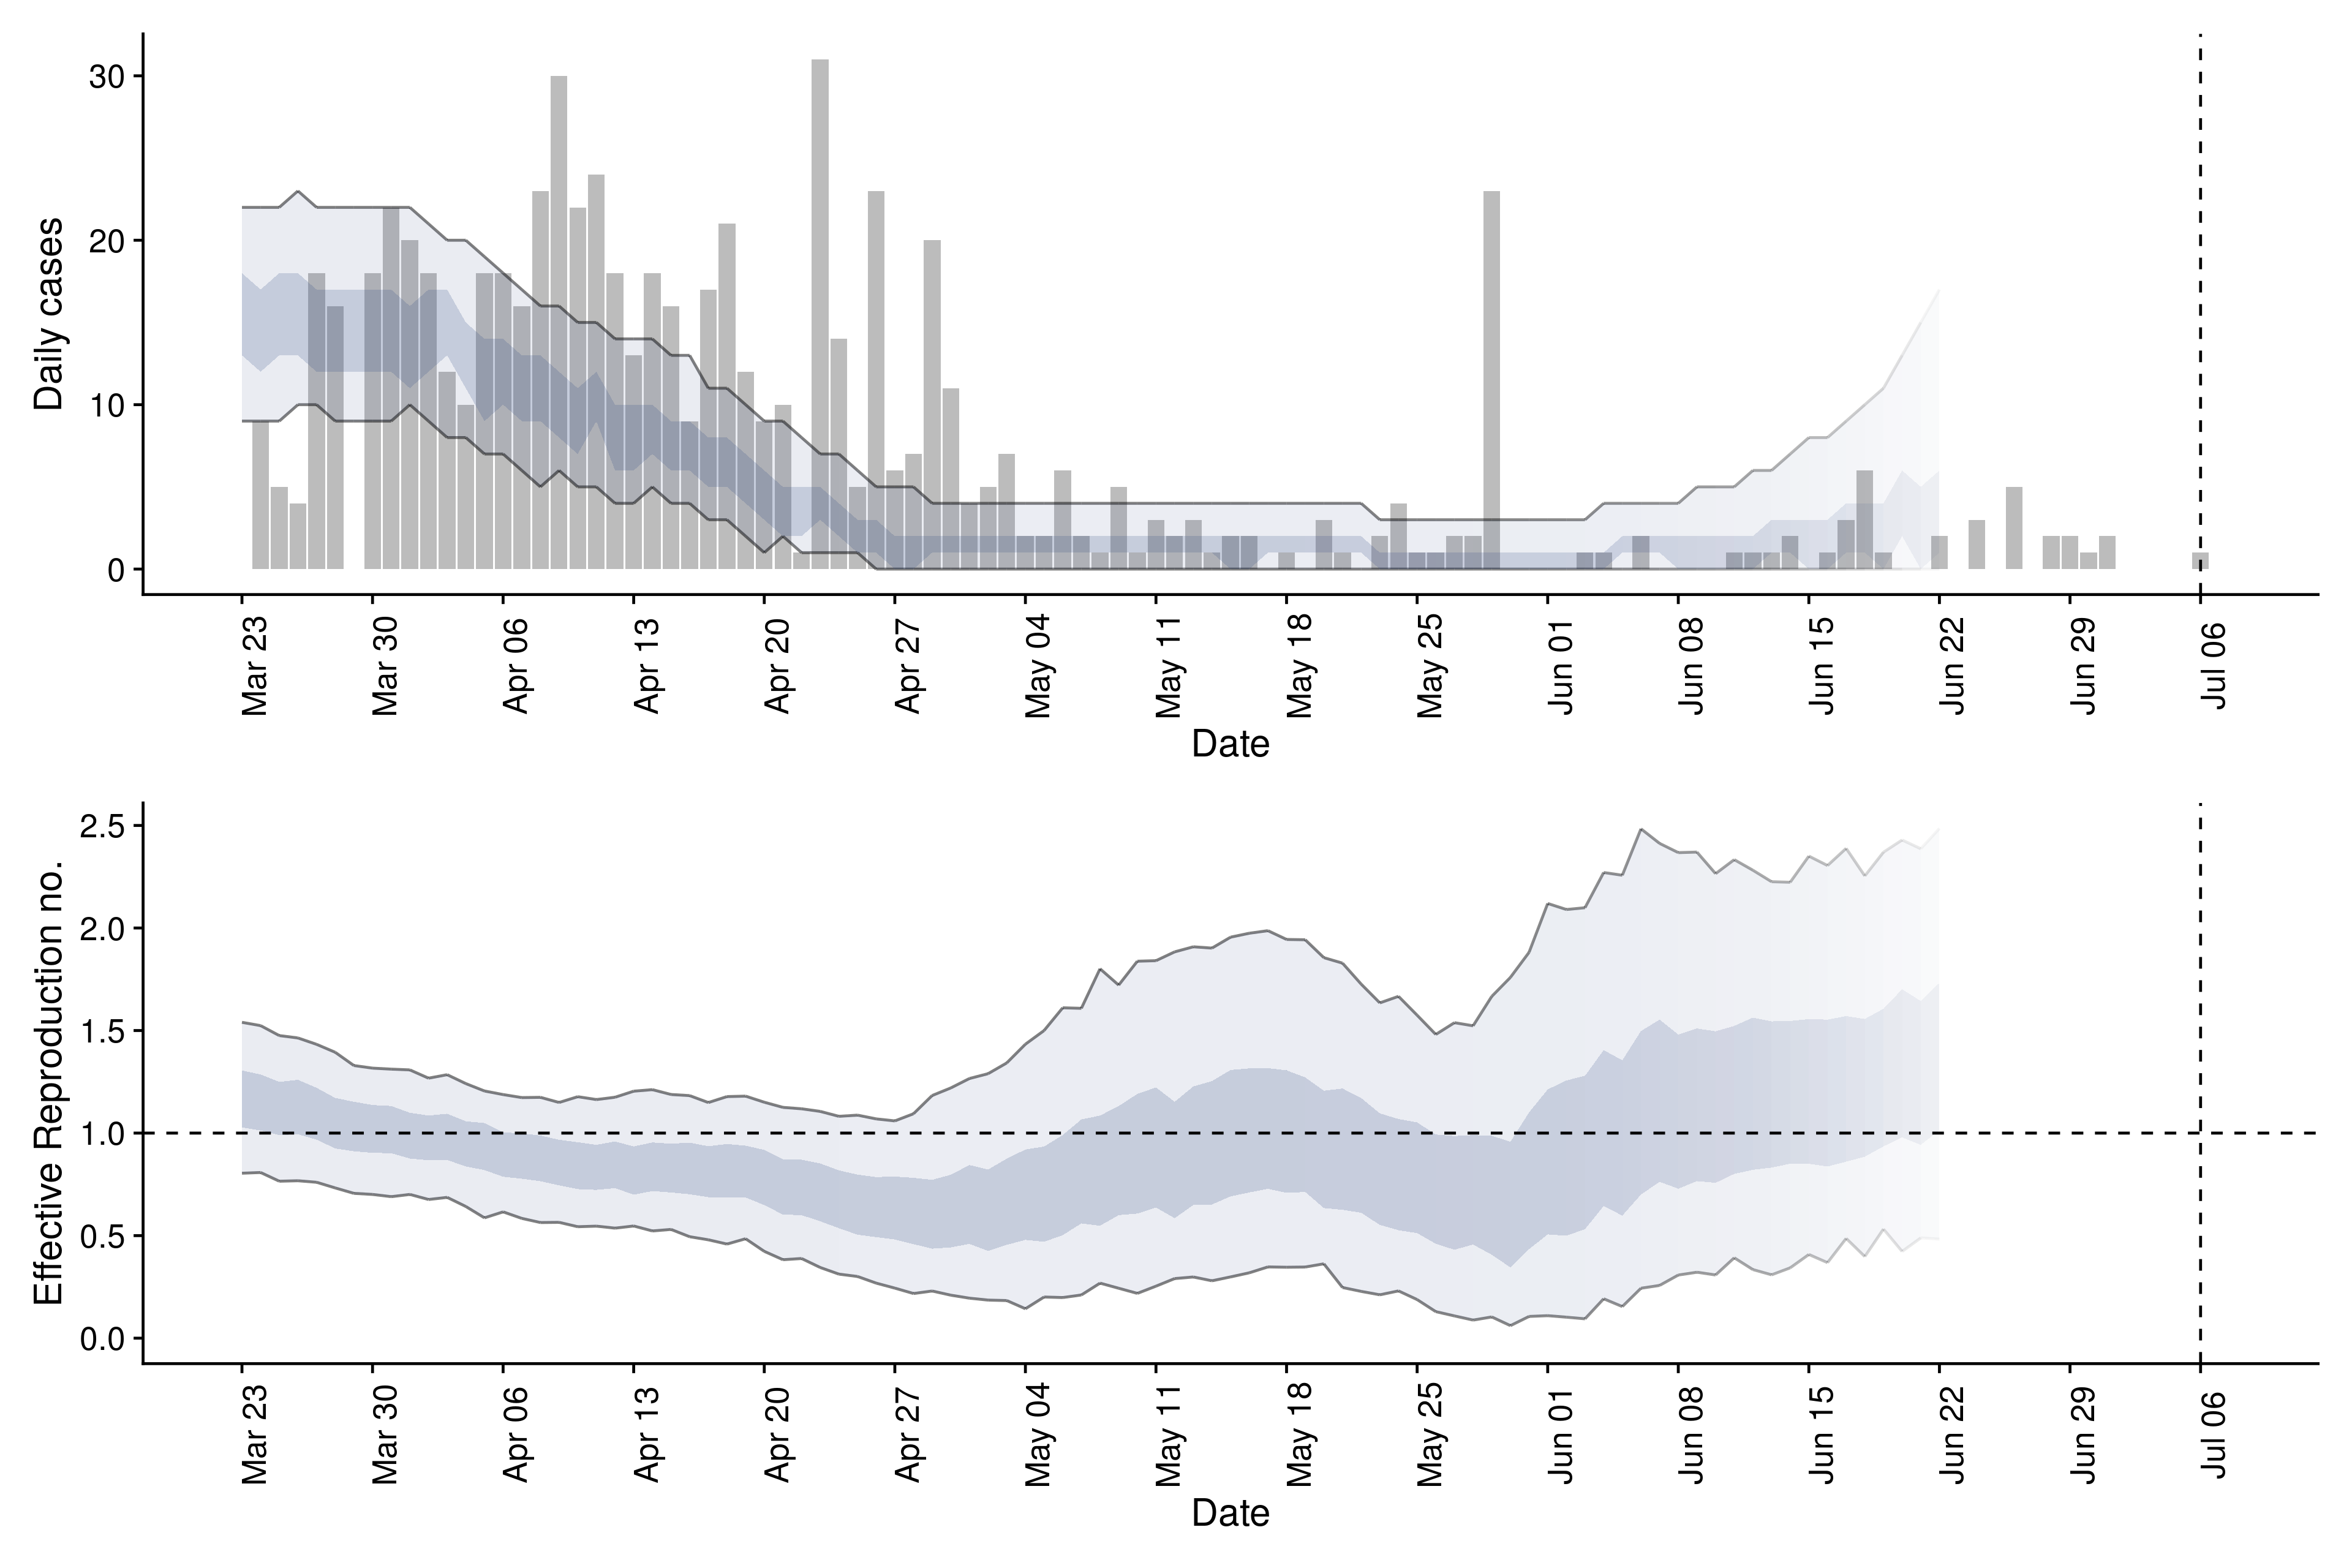 Daily cases
30
20
10
0
Mar 23
Mar 30
Apr 06
Apr 13
Apr 20
Apr 27
May 04
May 11
May 18
May 25
Jun 01
Jun 08
Jun 15
Jun 22
Jun 29
Jul 06
Date
Effective Reproduction no.
2.5
2.0
1.5
1.0
0.5
0.0
Mar 23
Mar 30
Apr 06
Apr 13
Apr 20
Apr 27
May 04
May 11
May 18
May 25
Jun 01
Jun 08
Jun 15
Jun 22
Jun 29
Jul 06
Date